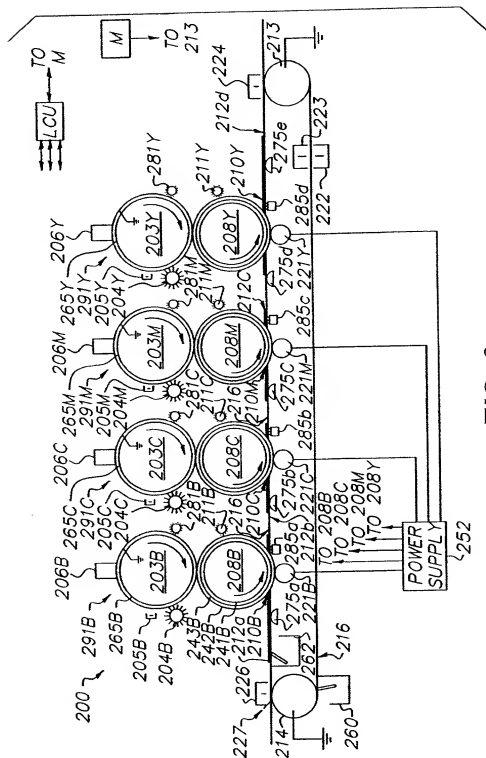 200
291B
265B
206B
203B
205B
204B
243B
242B
241B
208B
212a
210B
281B
211B
216
291C
265C
206C
203C
205C
204C
208C
210C
281C
211C
216
291M
265M
206M
203M
205M
204M
208M
210M
281M
211M
212C
291Y
265Y
206Y
203Y
205Y
204Y
208Y
210Y
281Y
211Y
212d
224
213
LCU
TO M
M
TO 213
226
227
214
260
262
216
275a
221B
285a
275b
221C
212b
285b
275C
221M
285c
275d
221Y
285d
275e
222
223
TO 208B
TO 208C
TO 208M
TO 208Y
POWER SUPPLY
252